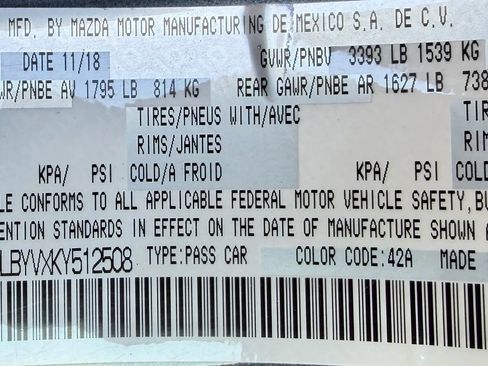 MFD. BY MAZDA MOTOR MANUFACTURING DE MEXICO S.A. DE C.V.
DATE 11/18 GVWR/PNBV 3393 LB 1539 KG
WR/PNBE AV 1795 LB 814 KG REAR GAWR/PNBE AR 1627 LB 738
TIRES/PNEUS WITH/AVEC TIR
RIMS/JANTES RIM
KPA/ PSI COLD/A FROID KPA/ PSI COLD
LE CONFORMS TO ALL APPLICABLE FEDERAL MOTOR VEHICLE SAFETY, BU
ENTION STANDARDS IN EFFECT ON THE DATE OF MANUFACTURE SHOWN A
LBYVXKY512508 TYPE:PASS CAR COLOR CODE:42A MADE